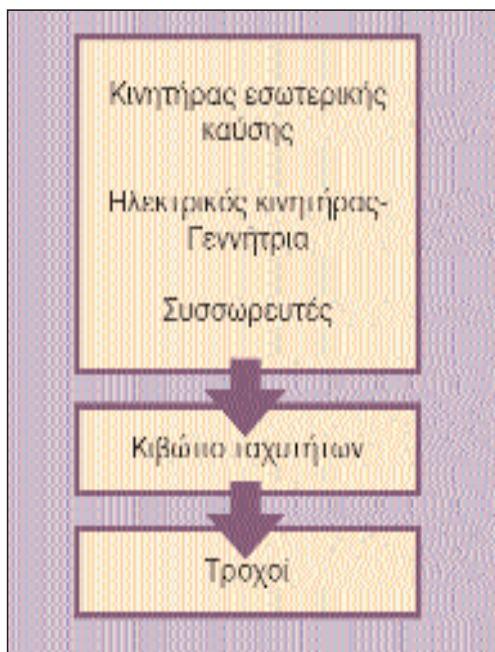 Κινητήρας εσωτερικής
καύσης
Ηλεκτρικός κινητήρας-
Γεννήτρια
Συσσωρευτές
Κιβώτιο ταχυτήτων
Τροχοί